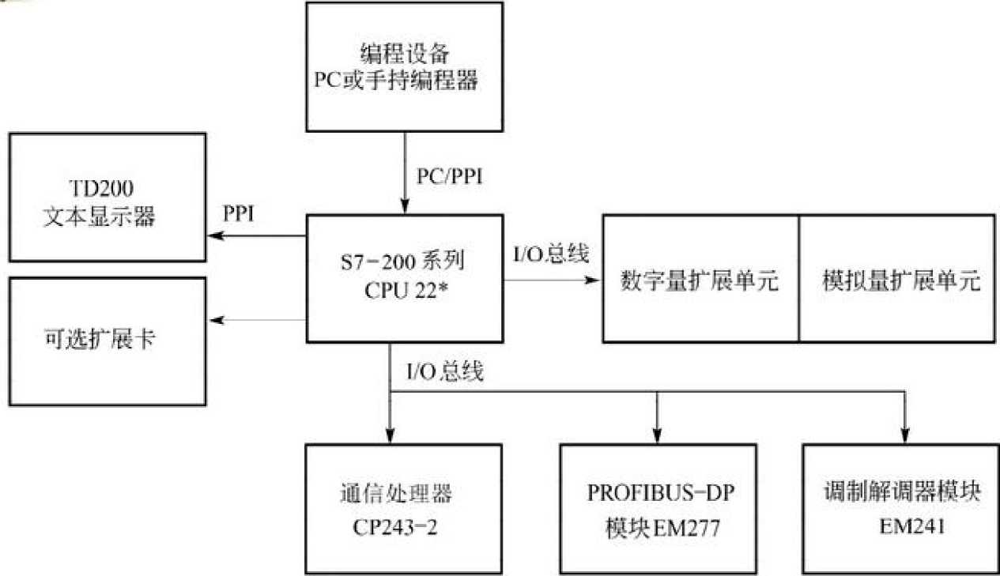 编程设备
PC或手持编程器
PC/PPI
TD200
文本显示器
PPI
S7-200 系列
CPU 22*
I/O总线
数字量扩展单元
模拟量扩展单元
可选扩展卡
I/O总线
通信处理器
CP243-2
PROFIBUS-DP
模块EM277
调制解调器模块
EM241